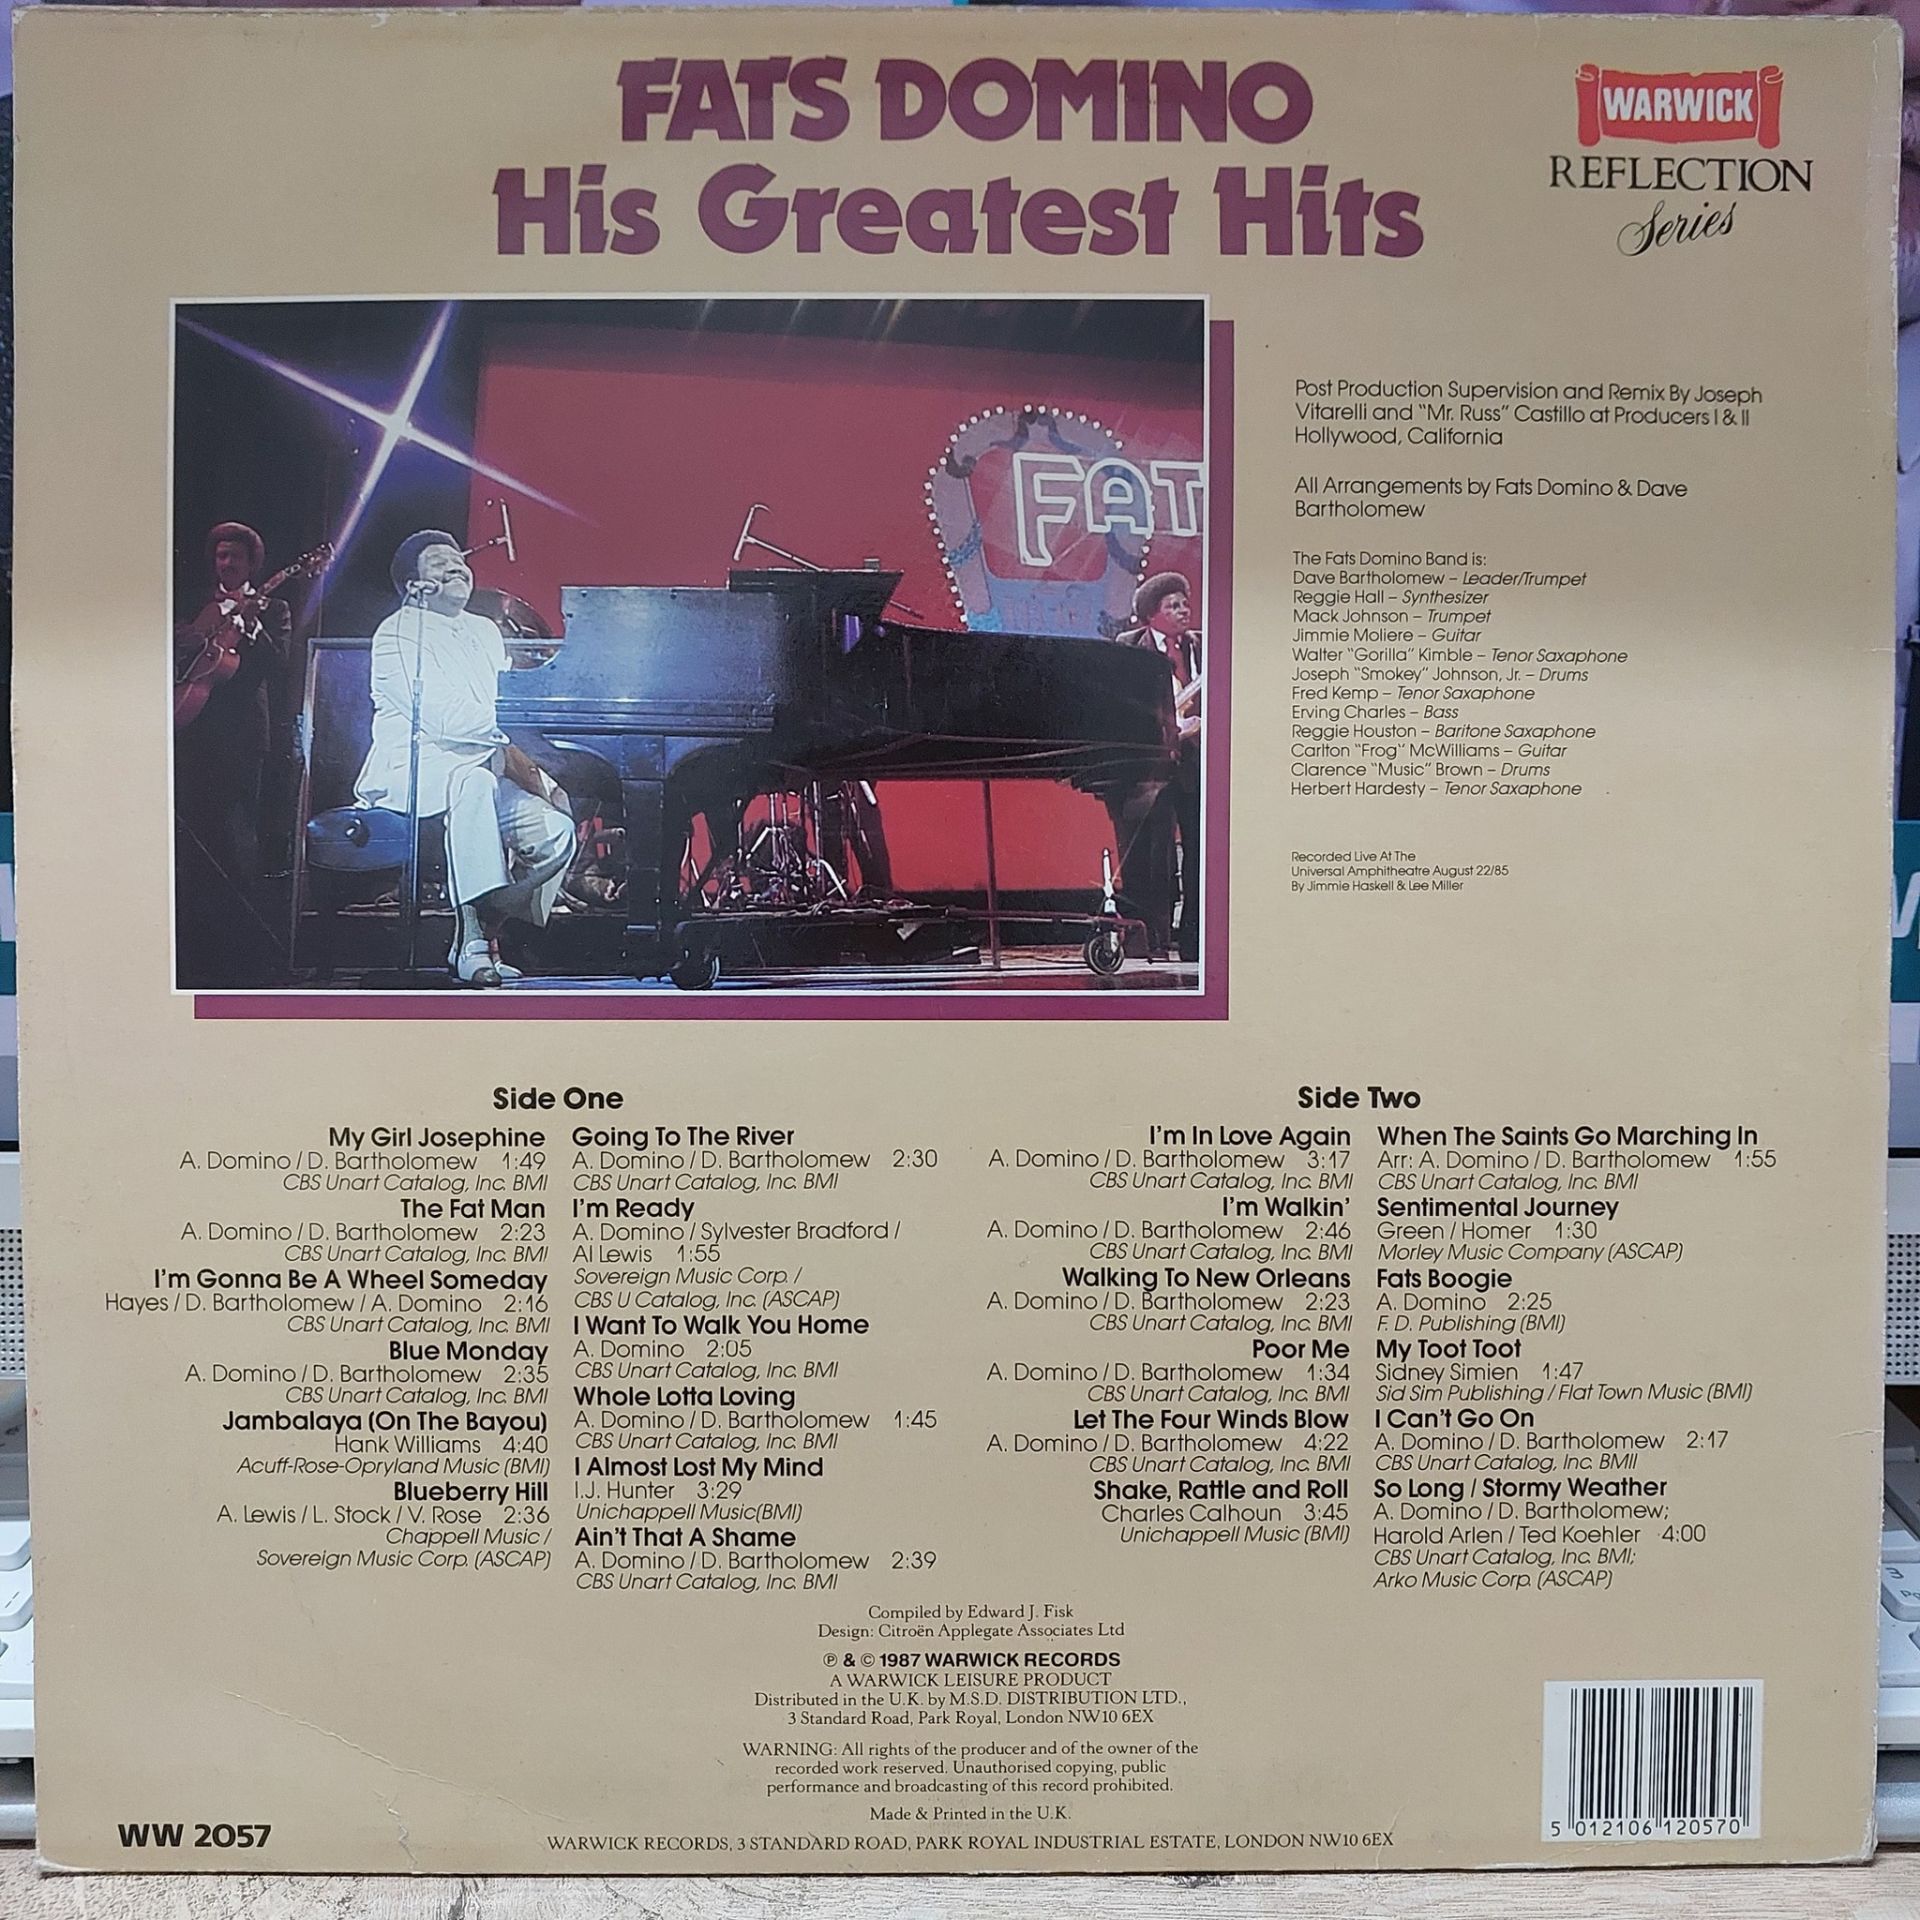 FATS DOMINO
His Greatest Hits
WARWICK
REFLECTION
Series
FAT
Post Production Supervision and Remix By Joseph
Vitarelli and "Mr. Russ" Castillo at Producers I & II
Hollywood, California
All Arrangements by Fats Domino & Dave
Bartholomew
The Fats Domino Band is:
Dave Bartholomew – Leader/Trumpet
Reggie Hall – Synthesizer
Mack Johnson – Trumpet
Jimmie Moliere – Guitar
Walter "Gorilla" Kimble – Tenor Saxaphone
Joseph "Smokey" Johnson, Jr. – Drums
Fred Kemp – Tenor Saxaphone
Erving Charles – Bass
Reggie Houston – Baritone Saxaphone
Carlton "Frog" McWilliams – Guitar
Clarence "Music" Brown – Drums
Herbert Hardesty – Tenor Saxaphone
Recorded Live At The
Universal Amphitheatre August 22/85
By Jimmie Haskell & Lee Miller
Side One
My Girl Josephine
A. Domino / D. Bartholomew 1:49
CBS Unart Catalog, Inc. BMI
The Fat Man
A. Domino / D. Bartholomew 2:23
CBS Unart Catalog, Inc. BMI
I'm Gonna Be A Wheel Someday
Hayes / D. Bartholomew / A. Domino 2:16
CBS Unart Catalog, Inc. BMI
Blue Monday
A. Domino / D. Bartholomew 2:35
CBS Unart Catalog, Inc. BMI
Jambalaya (On The Bayou)
Hank Williams 4:40
Acuff-Rose-Opryland Music (BMI)
Blueberry Hill
A. Lewis / L. Stock / V. Rose 2:36
Chappell Music /
Sovereign Music Corp. (ASCAP)
Going To The River
A. Domino / D. Bartholomew 2:30
CBS Unart Catalog, Inc. BMI
I'm Ready
A. Domino / Sylvester Bradford /
Al Lewis 1:55
Sovereign Music Corp. /
CBS U Catalog, Inc. (ASCAP)
I Want To Walk You Home
A. Domino 2:05
CBS Unart Catalog, Inc. BMI
Whole Lotta Loving
A. Domino / D. Bartholomew 1:45
CBS Unart Catalog, Inc. BMI
I Almost Lost My Mind
I.J. Hunter 3:29
Unichappell Music(BMI)
Ain't That A Shame
A. Domino / D. Bartholomew 2:39
CBS Unart Catalog, Inc. BMI
Side Two
I'm In Love Again
A. Domino / D. Bartholomew 3:17
CBS Unart Catalog, Inc. BMI
I'm Walkin'
A. Domino / D. Bartholomew 2:46
CBS Unart Catalog, Inc. BMI
Walking To New Orleans
A. Domino / D. Bartholomew 2:23
CBS Unart Catalog, Inc. BMI
Poor Me
A. Domino / D. Bartholomew 1:34
CBS Unart Catalog, Inc. BMI
Let The Four Winds Blow
A. Domino / D. Bartholomew 4:22
CBS Unart Catalog, Inc. BMI
Shake, Rattle and Roll
Charles Calhoun 3:45
Unichappell Music (BMI)
When The Saints Go Marching In
Arr: A. Domino / D. Bartholomew 1:55
CBS Unart Catalog, Inc. BMI
Sentimental Journey
Green / Homer 1:30
Morley Music Company (ASCAP)
Fats Boogie
A. Domino 2:25
F. D. Publishing (BMI)
My Toot Toot
Sidney Simien 1:47
Sid Sim Publishing / Flat Town Music (BMI)
I Can't Go On
A. Domino / D. Bartholomew 2:17
CBS Unart Catalog, Inc. BMII
So Long / Stormy Weather
A. Domino / D. Bartholomew;
Harold Arlen / Ted Koehler 4:00
CBS Unart Catalog, Inc. BMI;
Arko Music Corp. (ASCAP)
Compiled by Edward J. Fisk
Design: Citroën Applegate Associates Ltd
℗ & © 1987 WARWICK RECORDS
A WARWICK LEISURE PRODUCT
Distributed in the U.K. by M.S.D. DISTRIBUTION LTD.,
3 Standard Road, Park Royal, London NW10 6EX
WARNING: All rights of the producer and of the owner of the
recorded work reserved. Unauthorised copying, public
performance and broadcasting of this record prohibited.
Made & Printed in the U.K.
WW 2057
WARWICK RECORDS, 3 STANDARD ROAD, PARK ROYAL INDUSTRIAL ESTATE, LONDON NW10 6EX
5 012106 120570